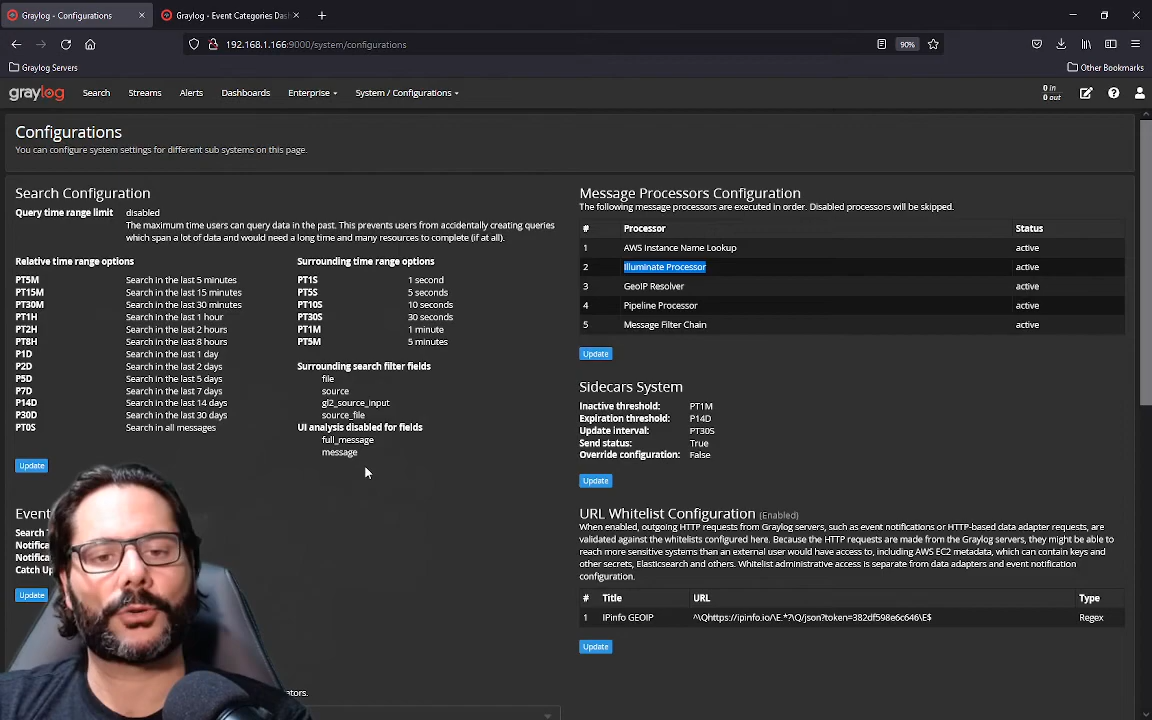 Graylog - Configurations
Graylog - Event Categories Das
192.168.1.166:9000/system/configurations
90%
Graylog Servers
Other Bookmarks
graylog
Search
Streams
Alerts
Dashboards
Enterprise
System / Configurations
0 in
0 out
Configurations
You can configure system settings for different sub systems on this page.
Search Configuration
Query time range limit disabled
The maximum time users can query data in the past. This prevents users from accidentally creating queries
which span a lot of data and would need a long time and many resources to complete (if at all).
Relative time range options
PT5M Search in the last 5 minutes
PT15M Search in the last 15 minutes
PT30M Search in the last 30 minutes
PT1H Search in the last 1 hour
PT2H Search in the last 2 hours
PT8H Search in the last 8 hours
P1D Search in the last 1 day
P2D Search in the last 2 days
P5D Search in the last 5 days
P7D Search in the last 7 days
P14D Search in the last 14 days
P30D Search in the last 30 days
PT0S Search in all messages
Surrounding time range options
PT1S 1 second
PT5S 5 seconds
PT10S 10 seconds
PT30S 30 seconds
PT1M 1 minute
PT5M 5 minutes
Surrounding search filter fields
file
source
gl2_source_input
source_file
UI analysis disabled for fields
full_message
message
Update
Even
Search T
Notifica
Notifica
Catch Up
Update
ators.
Message Processors Configuration
The following message processors are executed in order. Disabled processors will be skipped.
# Processor Status
1 AWS Instance Name Lookup active
2 Illuminate Processor active
3 GeoIP Resolver active
4 Pipeline Processor active
5 Message Filter Chain active
Update
Sidecars System
Inactive threshold: PT1M
Expiration threshold: P14D
Update interval: PT30S
Send status: True
Override configuration: False
Update
URL Whitelist Configuration (Enabled)
When enabled, outgoing HTTP requests from Graylog servers, such as event notifications or HTTP-based data adapter requests, are
validated against the whitelists configured here. Because the HTTP requests are made from the Graylog servers, they might be able to
reach more sensitive systems than an external user would have access to, including AWS EC2 metadata, which can contain keys and
other secrets, Elasticsearch and others. Whitelist administrative access is separate from data adapters and event notification
configuration.
# Title URL Type
1 IPinfo GEOIP ^\Qhttps://ipinfo.io/\E.*?\Q/json?token=382df598e6c646\E$ Regex
Update